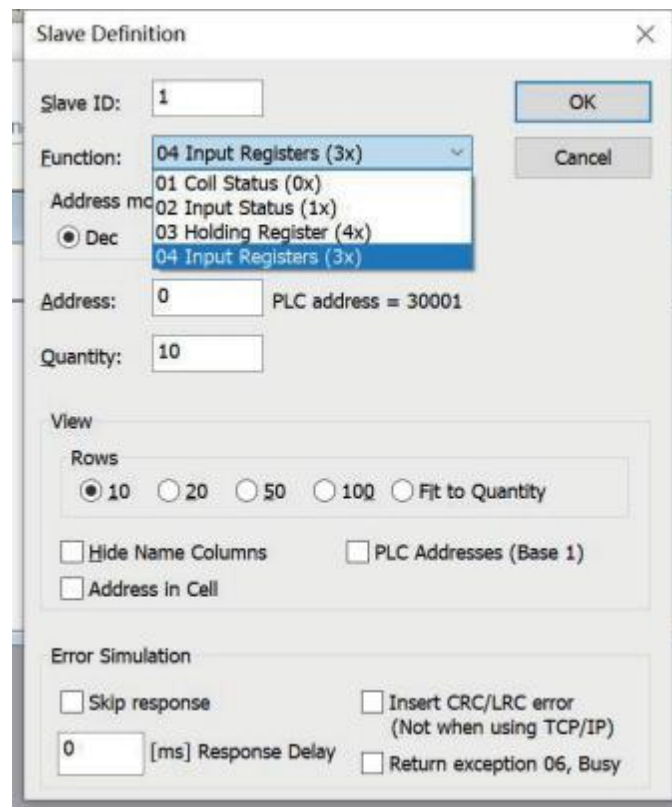 Slave Definition
Slave ID:
1
OK
Function:
04 Input Registers (3x)
Cancel
01 Coil Status (0x)
Address mo
02 Input Status (1x)
03 Holding Register (4x)
Dec
04 Input Registers (3x)
Address:
0
PLC address = 30001
Quantity:
10
View
Rows
10
20
50
100
Fit to Quantity
Hide Name Columns
PLC Addresses (Base 1)
Address in Cell
Error Simulation
Skip response
Insert CRC/LRC error
(Not when using TCP/IP)
0
[ms] Response Delay
Return exception 06, Busy